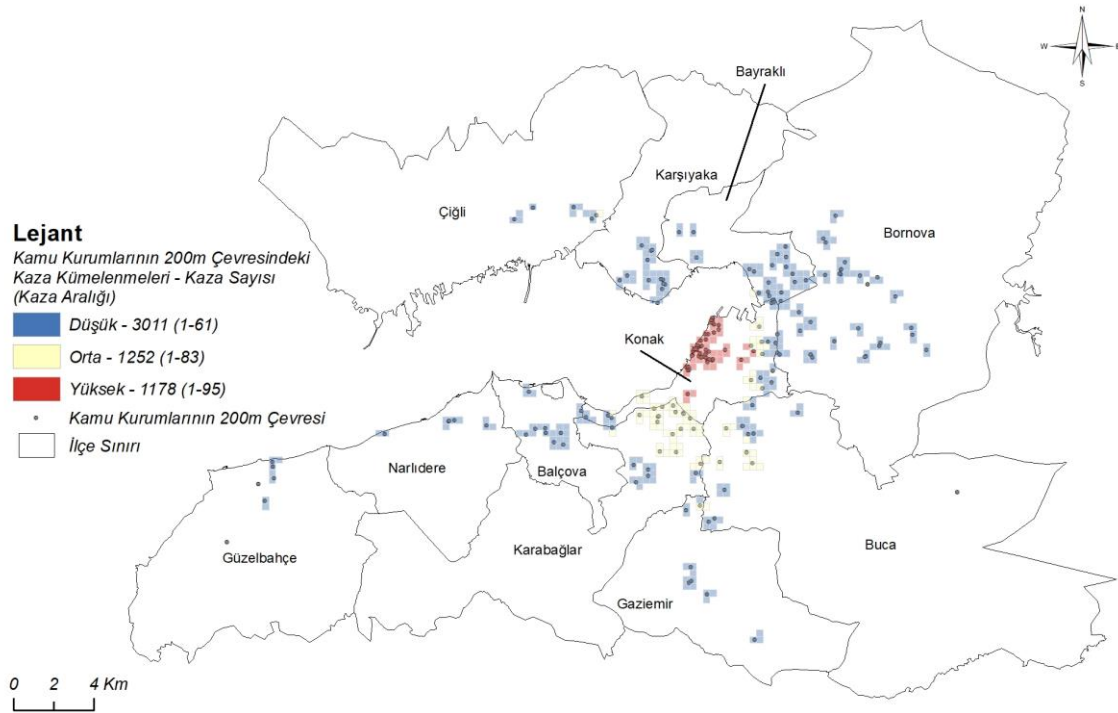 N
W
E
S
Bayraklı
Karşıyaka
Çiğli
Bornova
Lejant
Kamu Kurumlarının 200m Çevresindeki
Kaza Kümelenmeleri - Kaza Sayısı
(Kaza Aralığı)
Düşük - 3011 (1-61)
Orta - 1252 (1-83)
Yüksek - 1178 (1-95)
Kamu Kurumlarının 200m Çevresi
İlçe Sınırı
Konak
Narlıdere
Balçova
Güzelbahçe
Karabağlar
Buca
Gaziemir
0 2 4 Km